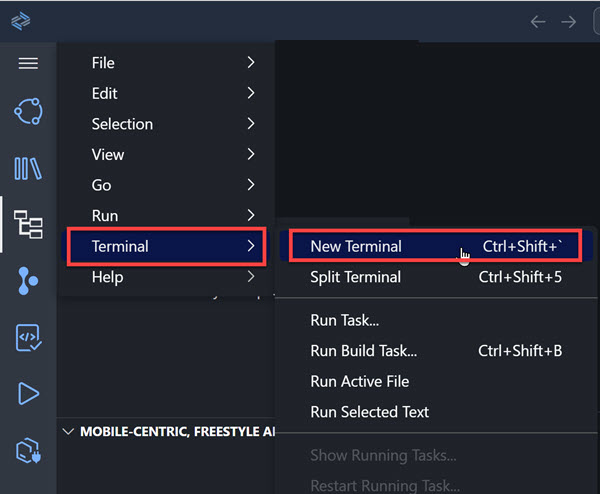 File
Edit
Selection
View
Go
Run
Terminal
Help
New Terminal Ctrl+Shift+`
Split Terminal Ctrl+Shift+5
Run Task...
Run Build Task... Ctrl+Shift+B
Run Active File
Run Selected Text
Show Running Tasks...
Restart Running Task...
MOBILE-CENTRIC, FREESTYLE